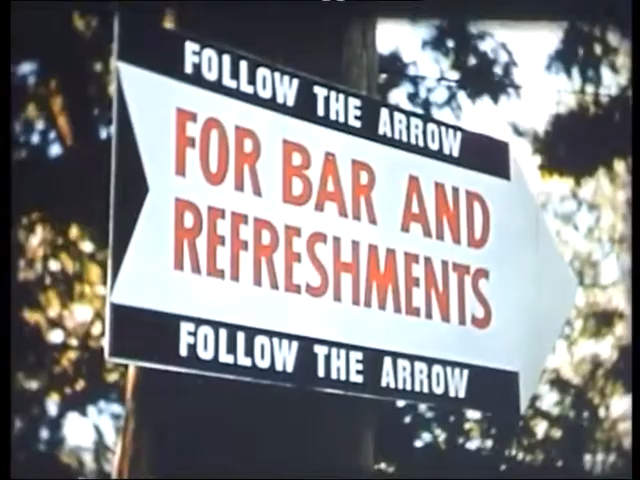 FOLLOW THE ARROW
FOR BAR AND
REFRESHMENTS
FOLLOW THE ARROW